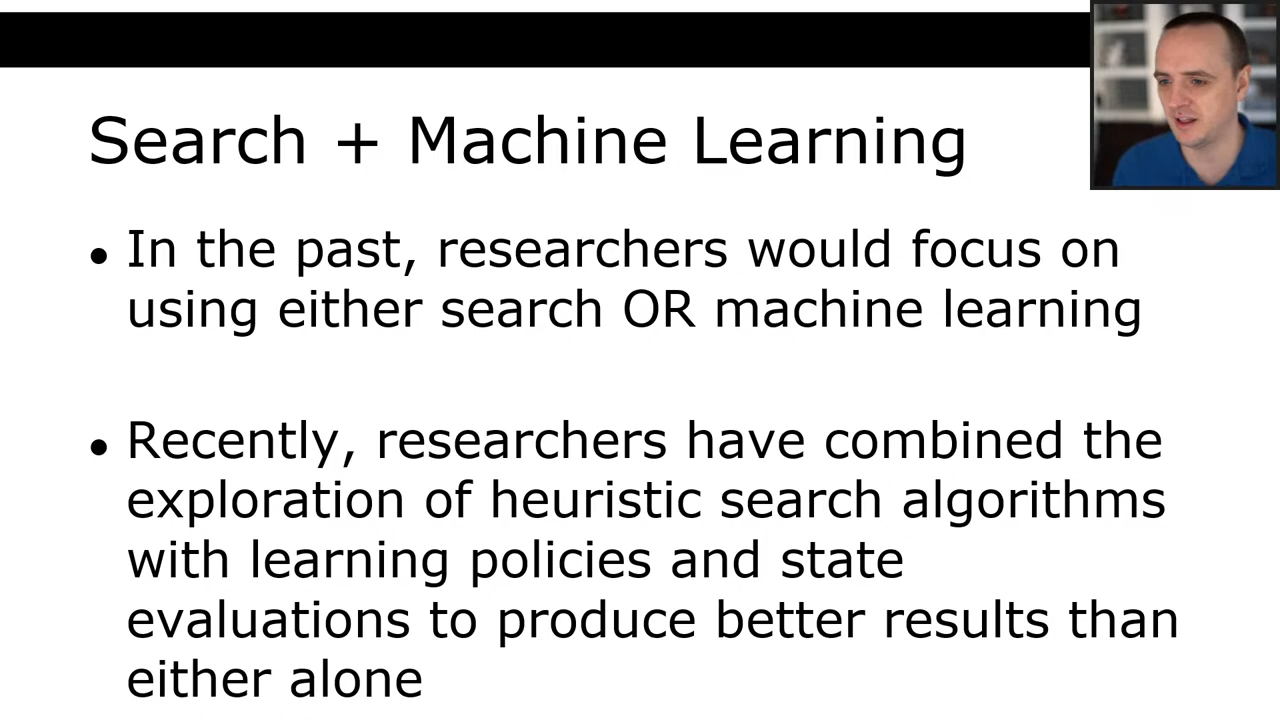 Search + Machine Learning
● In the past, researchers would focus on
using either search OR machine learning
● Recently, researchers have combined the
exploration of heuristic search algorithms
with learning policies and state
evaluations to produce better results than
either alone